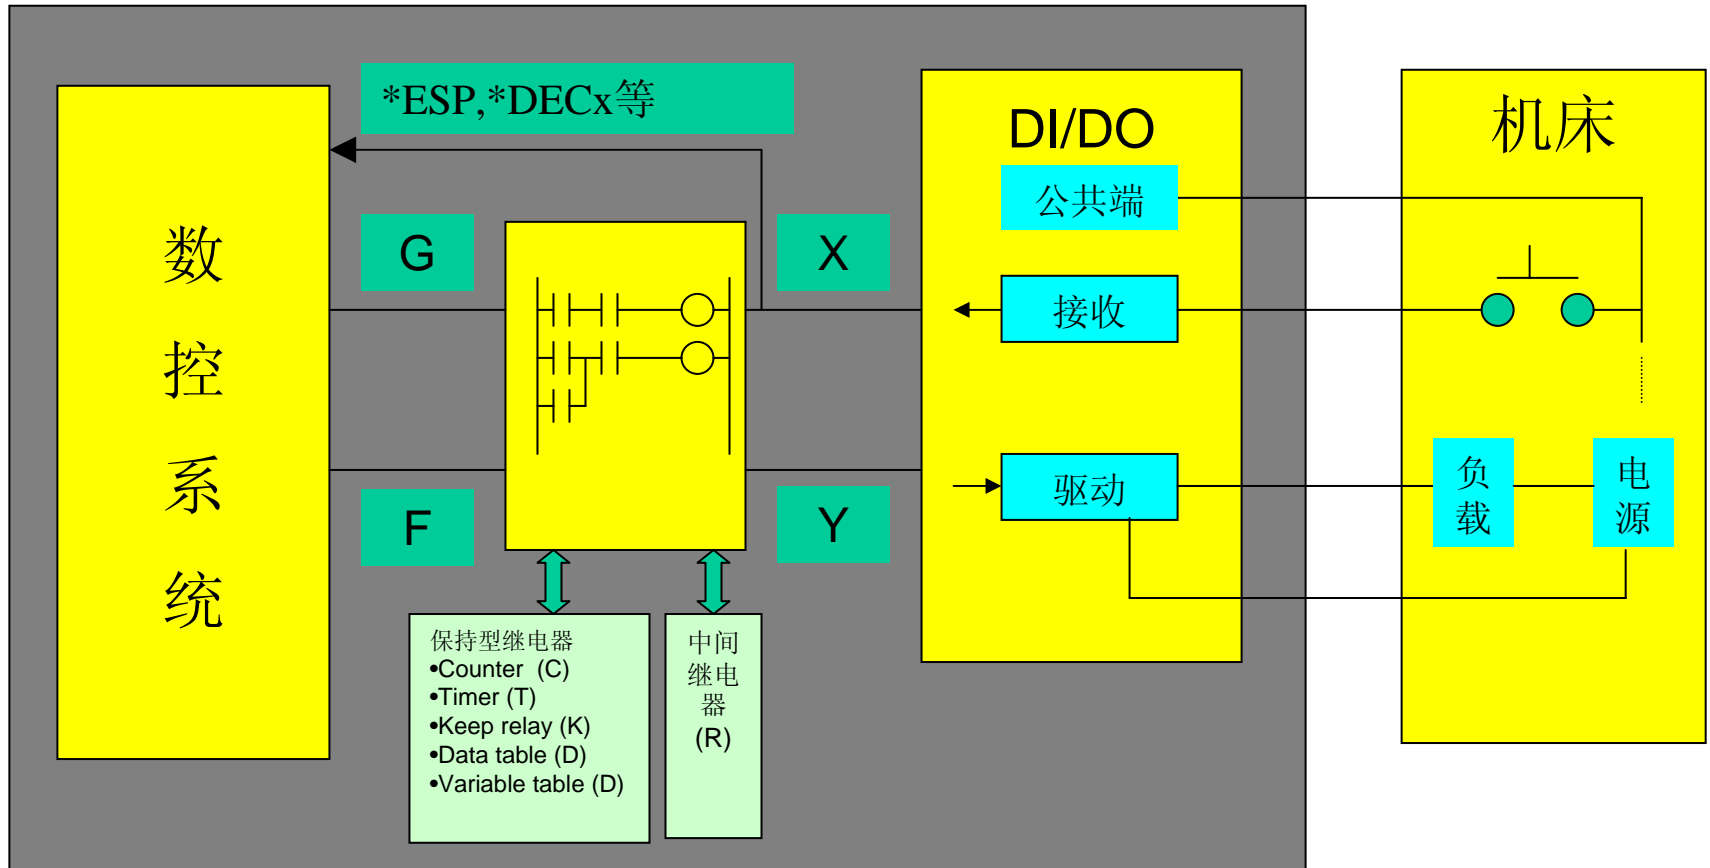 *ESP,*DECx等
数
控
系
统
G
F
X
Y
保持型继电器
•Counter (C)
•Timer (T)
•Keep relay (K)
•Data table (D)
•Variable table (D)
中间
继电
器
(R)
DI/DO
公共端
接收
驱动
机床
负
载
电
源